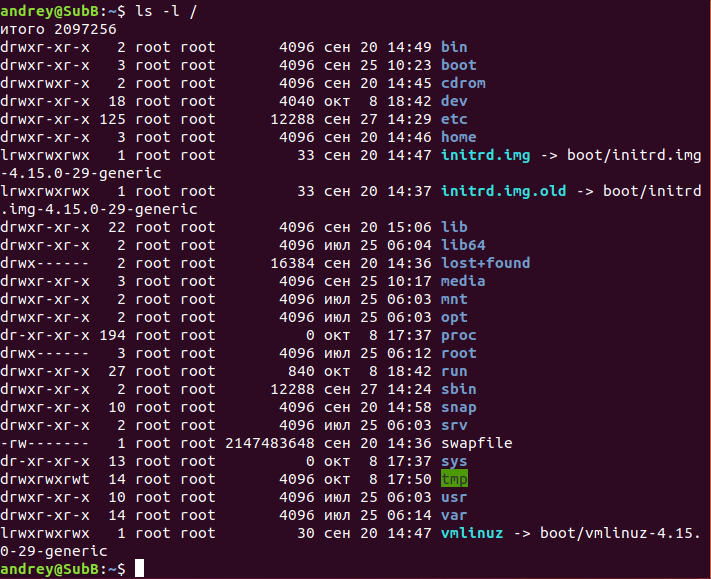 andrey@SubB:~$ ls -l /
итого 2097256
drwxr-xr-x   2 root root       4096 сен 20 14:49 bin
drwxr-xr-x   3 root root       4096 сен 25 10:23 boot
drwxrwxr-x   2 root root       4096 сен 20 14:45 cdrom
drwxr-xr-x  18 root root       4040 окт  8 18:42 dev
drwxr-xr-x 125 root root      12288 сен 27 14:29 etc
drwxr-xr-x   3 root root       4096 сен 20 14:46 home
lrwxrwxrwx   1 root root         33 сен 20 14:47 initrd.img -> boot/initrd.img
-4.15.0-29-generic
lrwxrwxrwx   1 root root         33 сен 20 14:37 initrd.img.old -> boot/initrd
.img-4.15.0-29-generic
drwxr-xr-x  22 root root       4096 сен 20 15:06 lib
drwxr-xr-x   2 root root       4096 июл 25 06:04 lib64
drwx------   2 root root      16384 сен 20 14:36 lost+found
drwxr-xr-x   3 root root       4096 сен 25 10:17 media
drwxr-xr-x   2 root root       4096 июл 25 06:03 mnt
drwxr-xr-x   2 root root       4096 июл 25 06:03 opt
dr-xr-xr-x 194 root root          0 окт  8 17:37 proc
drwx------   3 root root       4096 июл 25 06:12 root
drwxr-xr-x  27 root root        840 окт  8 18:42 run
drwxr-xr-x   2 root root      12288 сен 27 14:24 sbin
drwxr-xr-x  10 root root       4096 сен 20 14:58 snap
drwxr-xr-x   2 root root       4096 июл 25 06:03 srv
-rw-------   1 root root 2147483648 сен 20 14:36 swapfile
dr-xr-xr-x  13 root root          0 окт  8 17:37 sys
drwxrwxrwt  14 root root       4096 окт  8 17:50 tmp
drwxr-xr-x  10 root root       4096 июл 25 06:03 usr
drwxr-xr-x  14 root root       4096 июл 25 06:14 var
lrwxrwxrwx   1 root root         30 сен 20 14:47 vmlinuz -> boot/vmlinuz-4.15.
0-29-generic
andrey@SubB:~$